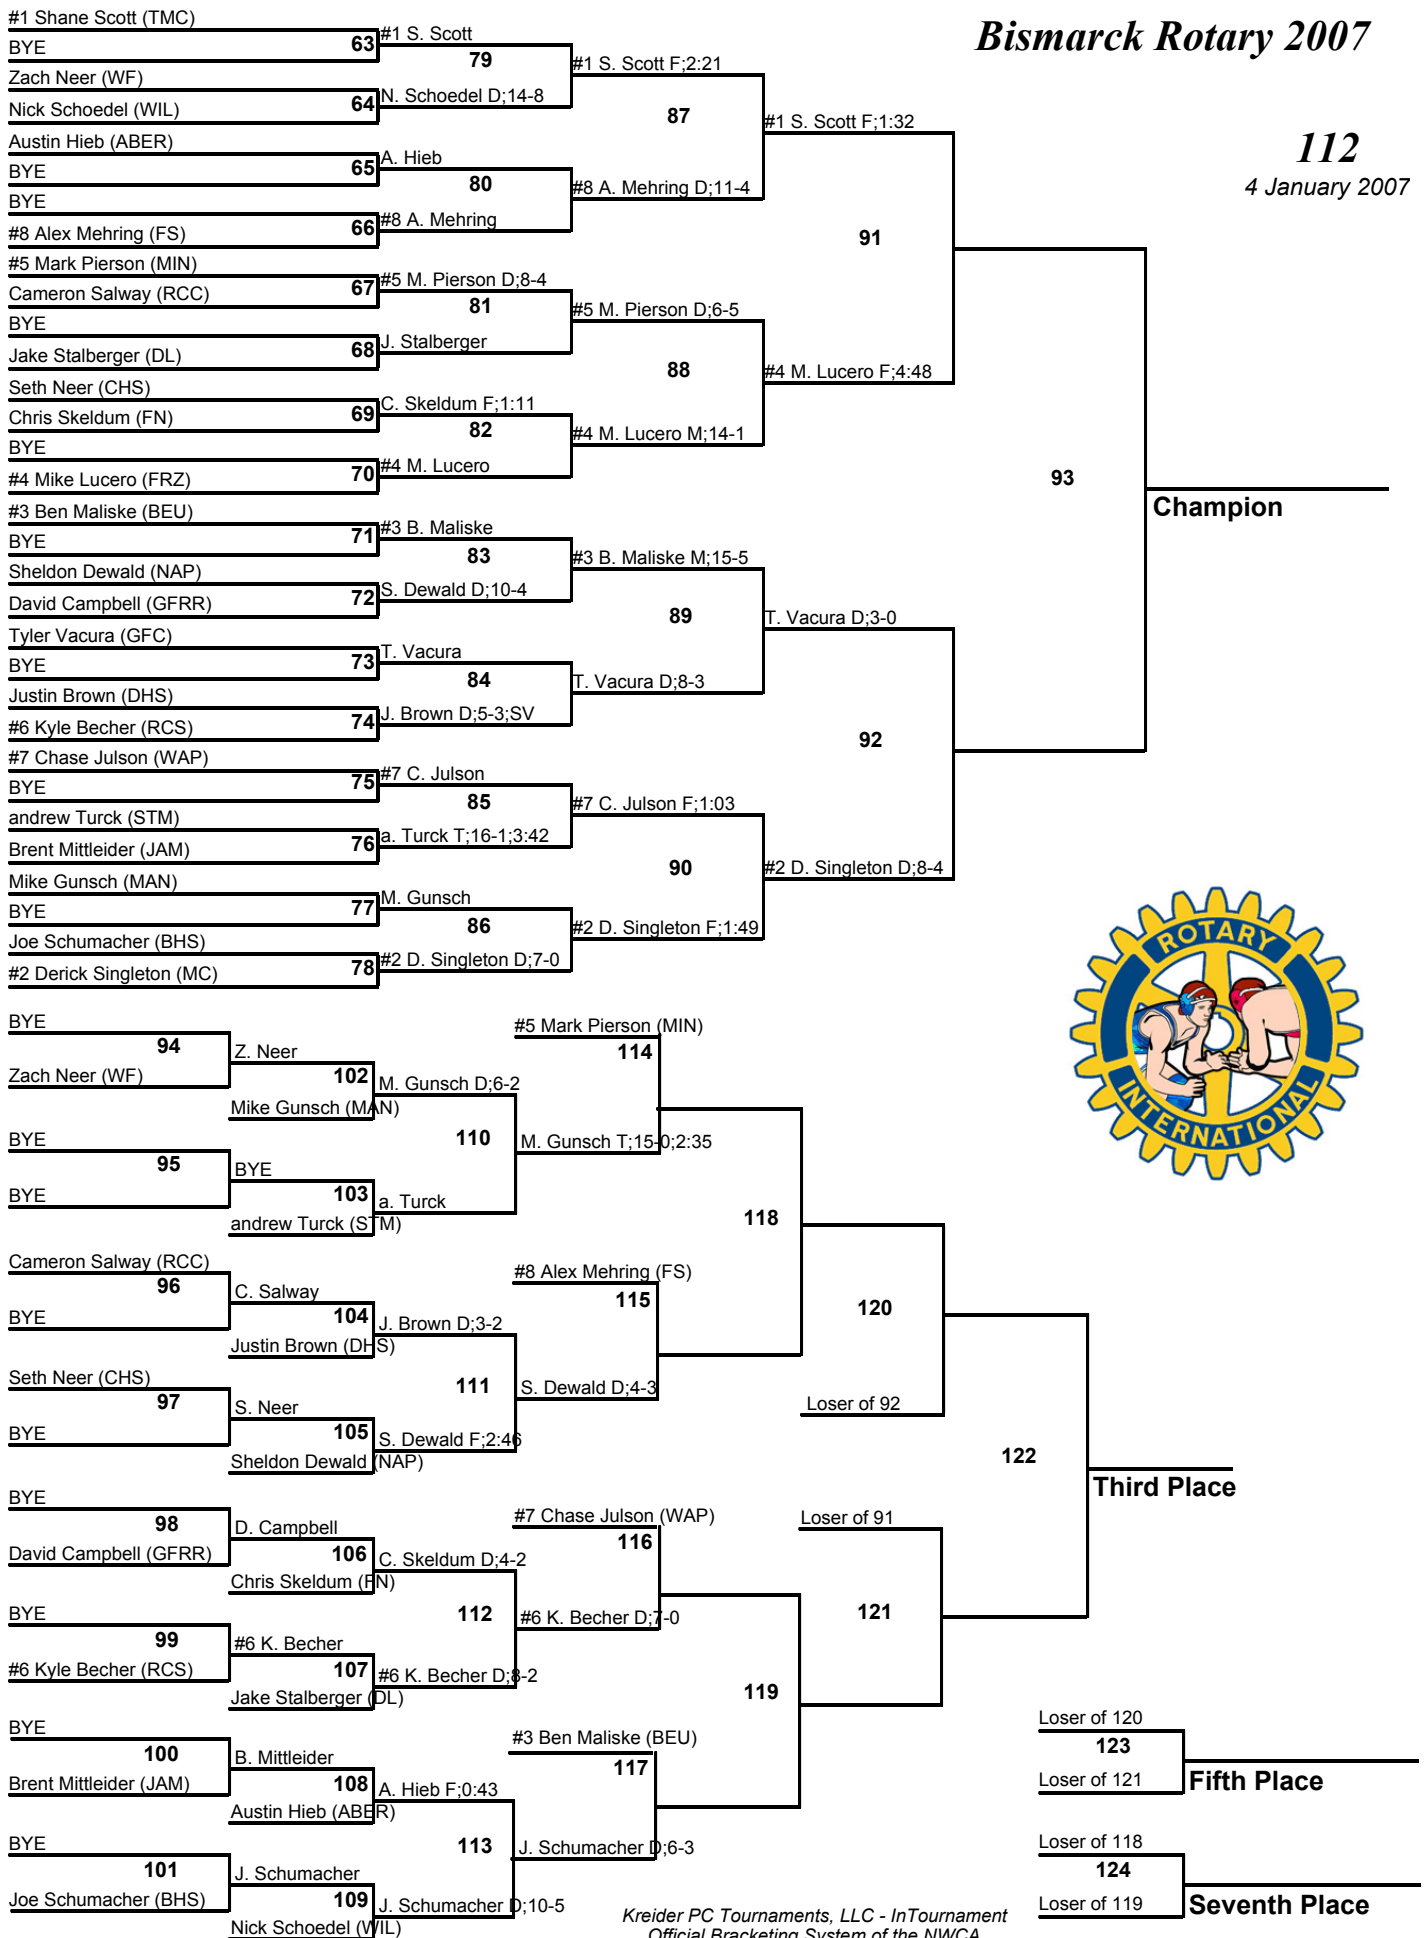 Bismarck Rotary 2007
112
4 January 2007
#1 Shane Scott (TMC)
BYE
63
Zach Neer (WF)
Nick Schoedel (WIL)
64
Austin Hieb (ABER)
BYE
65
BYE
#8 Alex Mehring (FS)
66
#5 Mark Pierson (MIN)
Cameron Salway (RCC)
67
BYE
Jake Stalberger (DL)
68
Seth Neer (CHS)
Chris Skeldum (FN)
69
BYE
#4 Mike Lucero (FRZ)
70
#3 Ben Maliske (BEU)
BYE
71
Sheldon Dewald (NAP)
David Campbell (GFRR)
72
Tyler Vacura (GFC)
BYE
73
Justin Brown (DHS)
#6 Kyle Becher (RCS)
74
#7 Chase Julson (WAP)
BYE
75
andrew Turck (STM)
Brent Mittleider (JAM)
76
Mike Gunsch (MAN)
BYE
77
Joe Schumacher (BHS)
#2 Derick Singleton (MC)
78
#1 S. Scott
79
N. Schoedel D;14-8
A. Hieb
80
#8 A. Mehring
#5 M. Pierson D;8-4
81
J. Stalberger
C. Skeldum F;1:11
82
#4 M. Lucero
#3 B. Maliske
83
S. Dewald D;10-4
T. Vacura
84
J. Brown D;5-3;SV
#7 C. Julson
85
a. Turck T;16-1;3:42
M. Gunsch
86
#2 D. Singleton D;7-0
#1 S. Scott F;2:21
87
#8 A. Mehring D;11-4
#5 M. Pierson D;6-5
88
#4 M. Lucero M;14-1
#3 B. Maliske M;15-5
89
T. Vacura D;8-3
#7 C. Julson F;1:03
90
#2 D. Singleton F;1:49
#1 S. Scott F;1:32
91
#4 M. Lucero F;4:48
T. Vacura D;3-0
92
#2 D. Singleton D;8-4
93
Champion
ROTARY
INTERNATIONAL
BYE
94
Zach Neer (WF)
BYE
95
BYE
Cameron Salway (RCC)
96
BYE
Seth Neer (CHS)
97
BYE
BYE
98
David Campbell (GFRR)
BYE
99
#6 Kyle Becher (RCS)
BYE
100
Brent Mittleider (JAM)
BYE
101
Joe Schumacher (BHS)
Z. Neer
102
Mike Gunsch (MAN)
BYE
103
andrew Turck (STM)
C. Salway
104
Justin Brown (DHS)
S. Neer
105
Sheldon Dewald (NAP)
D. Campbell
106
Chris Skeldum (FN)
#6 K. Becher
107
Jake Stalberger (DL)
B. Mittleider
108
Austin Hieb (ABER)
J. Schumacher
109
Nick Schoedel (WIL)
M. Gunsch D;6-2
110
a. Turck
J. Brown D;3-2
111
S. Dewald F;2:46
C. Skeldum D;4-2
112
#6 K. Becher D;8-2
A. Hieb F;0:43
113
J. Schumacher D;10-5
#5 Mark Pierson (MIN)
114
M. Gunsch T;15-0;2:35
#8 Alex Mehring (FS)
115
S. Dewald D;4-3
#7 Chase Julson (WAP)
116
#6 K. Becher D;7-0
#3 Ben Maliske (BEU)
117
J. Schumacher D;6-3
118
119
120
Loser of 92
Loser of 91
121
122
Third Place
Loser of 120
123
Loser of 121
Fifth Place
Loser of 118
124
Loser of 119
Seventh Place
Kreider PC Tournaments, LLC - InTournament
Official Bracketing System of the NWCA